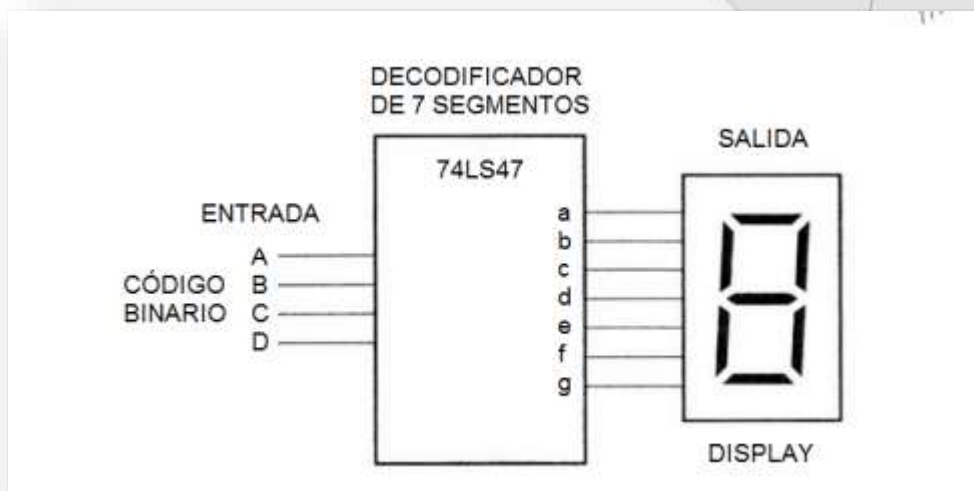 DECODIFICADOR
DE 7 SEGMENTOS
74LS47
SALIDA
ENTRADA
A
CÓDIGO B
BINARIO C
D
a
b
c
d
e
f
g
DISPLAY